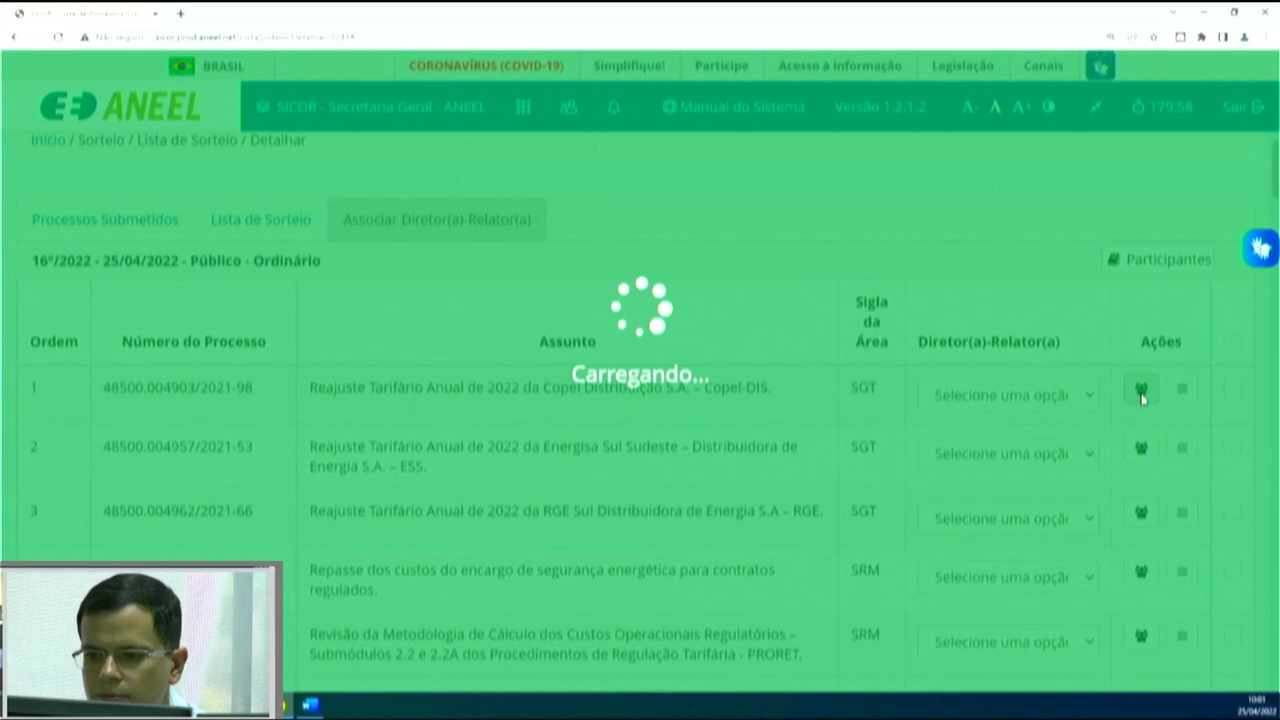 BRASIL CORONAVÍRUS (COVID-19) Simplifique! Participe Acesso à informação Legislação Canais
ANEEL SICOR - Secretaria Geral - ANEEL Manual do Sistema Versão 1.2.1.2 A- A A+ 179:58 Sair
Início / Sorteio / Lista de Sorteio / Detalhar
Processos Submetidos Lista de Sorteio Associar Diretor(a)-Relator(a)
16º/2022 - 25/04/2022 - Público - Ordinário Participantes
Ordem Número do Processo Assunto Sigla da Área Diretor(a)-Relator(a) Ações
Carregando...
1 48500.004903/2021-98 Reajuste Tarifário Anual de 2022 da Copel Distribuição S.A. – Copel-DIS. SGT Selecione uma opçã
2 48500.004957/2021-53 Reajuste Tarifário Anual de 2022 da Energisa Sul Sudeste – Distribuidora de SGT Selecione uma opçã
Energia S.A. – ESS.
3 48500.004962/2021-66 Reajuste Tarifário Anual de 2022 da RGE Sul Distribuidora de Energia S.A – RGE. SGT Selecione uma opçã
Repasse dos custos do encargo de segurança energética para contratos SRM Selecione uma opçã
regulados.
Revisão da Metodologia de Cálculo dos Custos Operacionais Regulatórios – SRM Selecione uma opçã
Submódulos 2.2 e 2.2A dos Procedimentos de Regulação Tarifária - PRORET.
10:01
25/04/2022